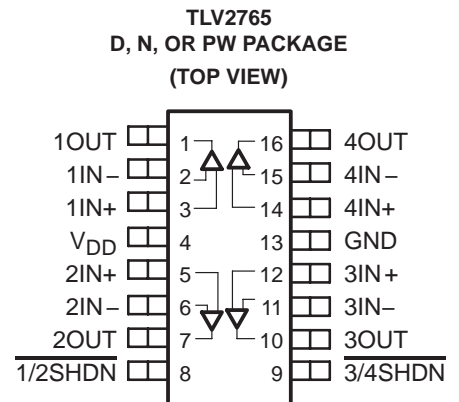 TLV2765
D, N, OR PW PACKAGE
(TOP VIEW)
1OUT 1 16 4OUT
1IN− 2 15 4IN−
1IN+ 3 14 4IN+
VDD 4 13 GND
2IN+ 5 12 3IN+
2IN− 6 11 3IN−
2OUT 7 10 3OUT
1/2SHDN 8 9 3/4SHDN